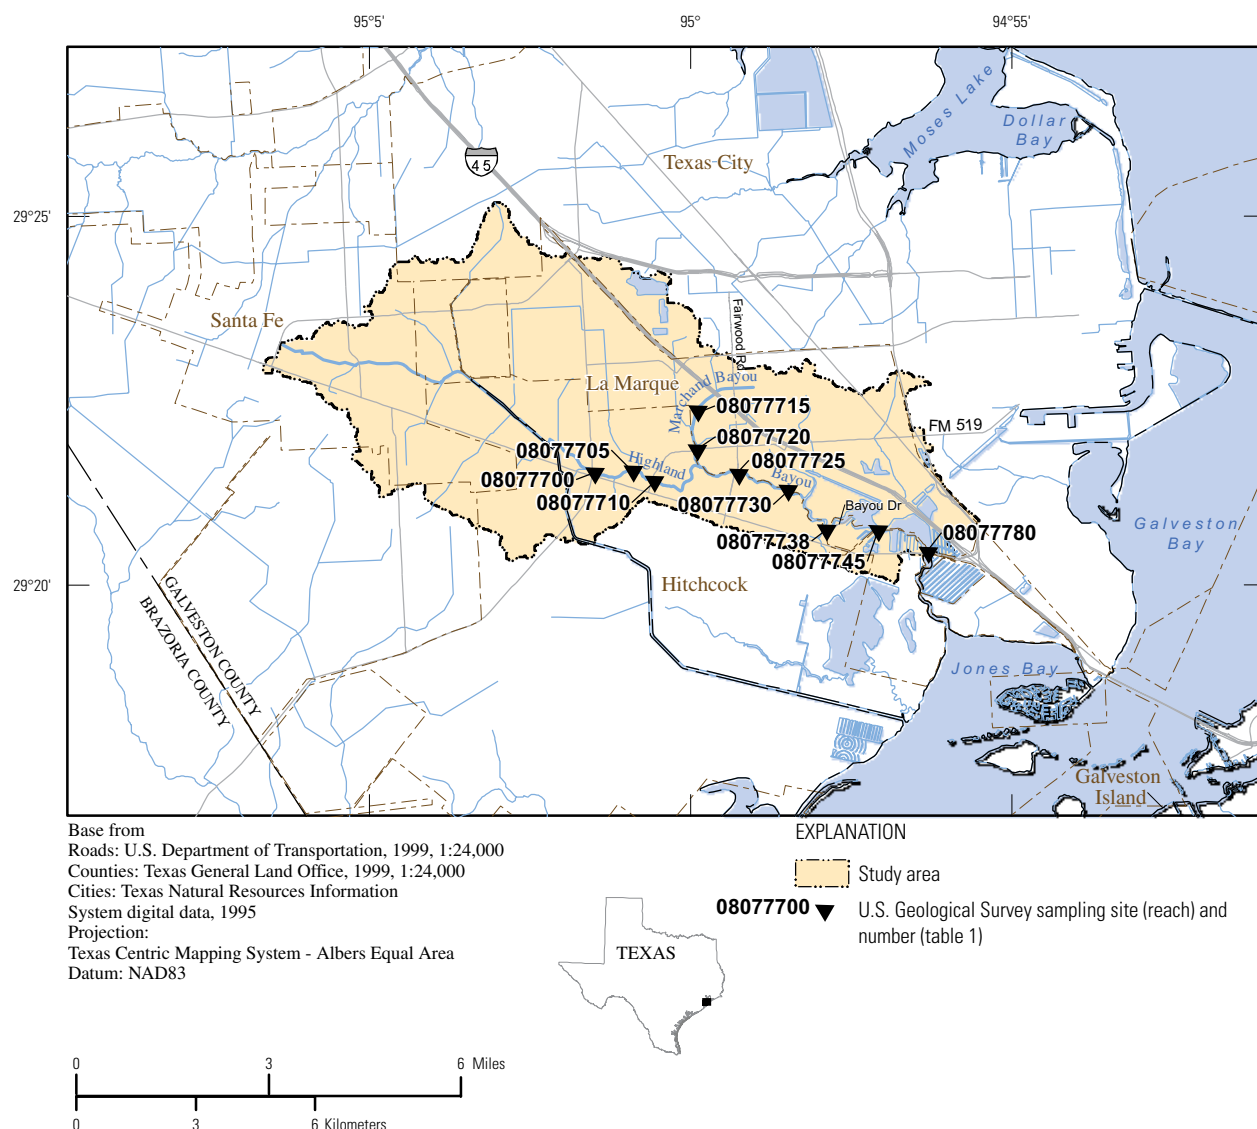 95°5'
95°
94°55'
29°25'
29°20'
45
Texas City
Moses Lake
Dollar
Bay
Santa Fe
Fairwood Rd
La Marque
Marchand Bayou
08077715
FM 519
08077720
08077705
Highland
08077725
08077700
Bayou
08077710
08077730
Bayou Dr
08077738
08077780
08077745
Galveston
Bay
Hitchcock
GALVESTON COUNTY
BRAZORIA COUNTY
Jones Bay
Galveston
Island
Base from
Roads: U.S. Department of Transportation, 1999, 1:24,000
Counties: Texas General Land Office, 1999, 1:24,000
Cities: Texas Natural Resources Information
System digital data, 1995
Projection:
Texas Centric Mapping System - Albers Equal Area
Datum: NAD83
EXPLANATION
Study area
08077700
U.S. Geological Survey sampling site (reach) and
number (table 1)
TEXAS
0 3 6 Miles
0 3 6 Kilometers